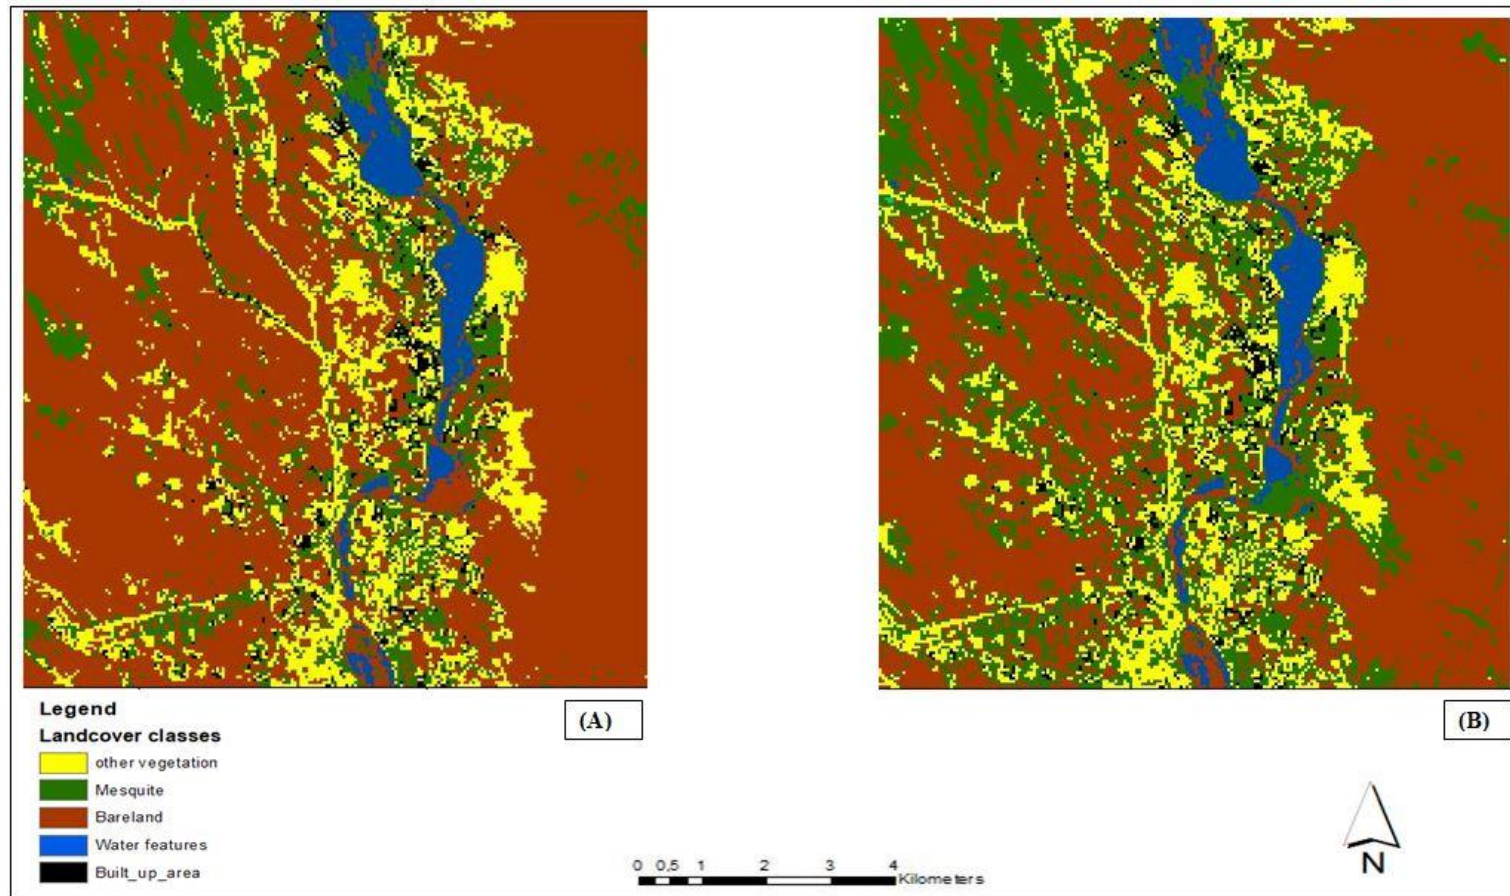 (A)
(B)
Legend
Landcover classes
other vegetation
Mesquite
Bareland
Water features
Built_up_area
0 0,5 1 2 3 4
Kilometers
N